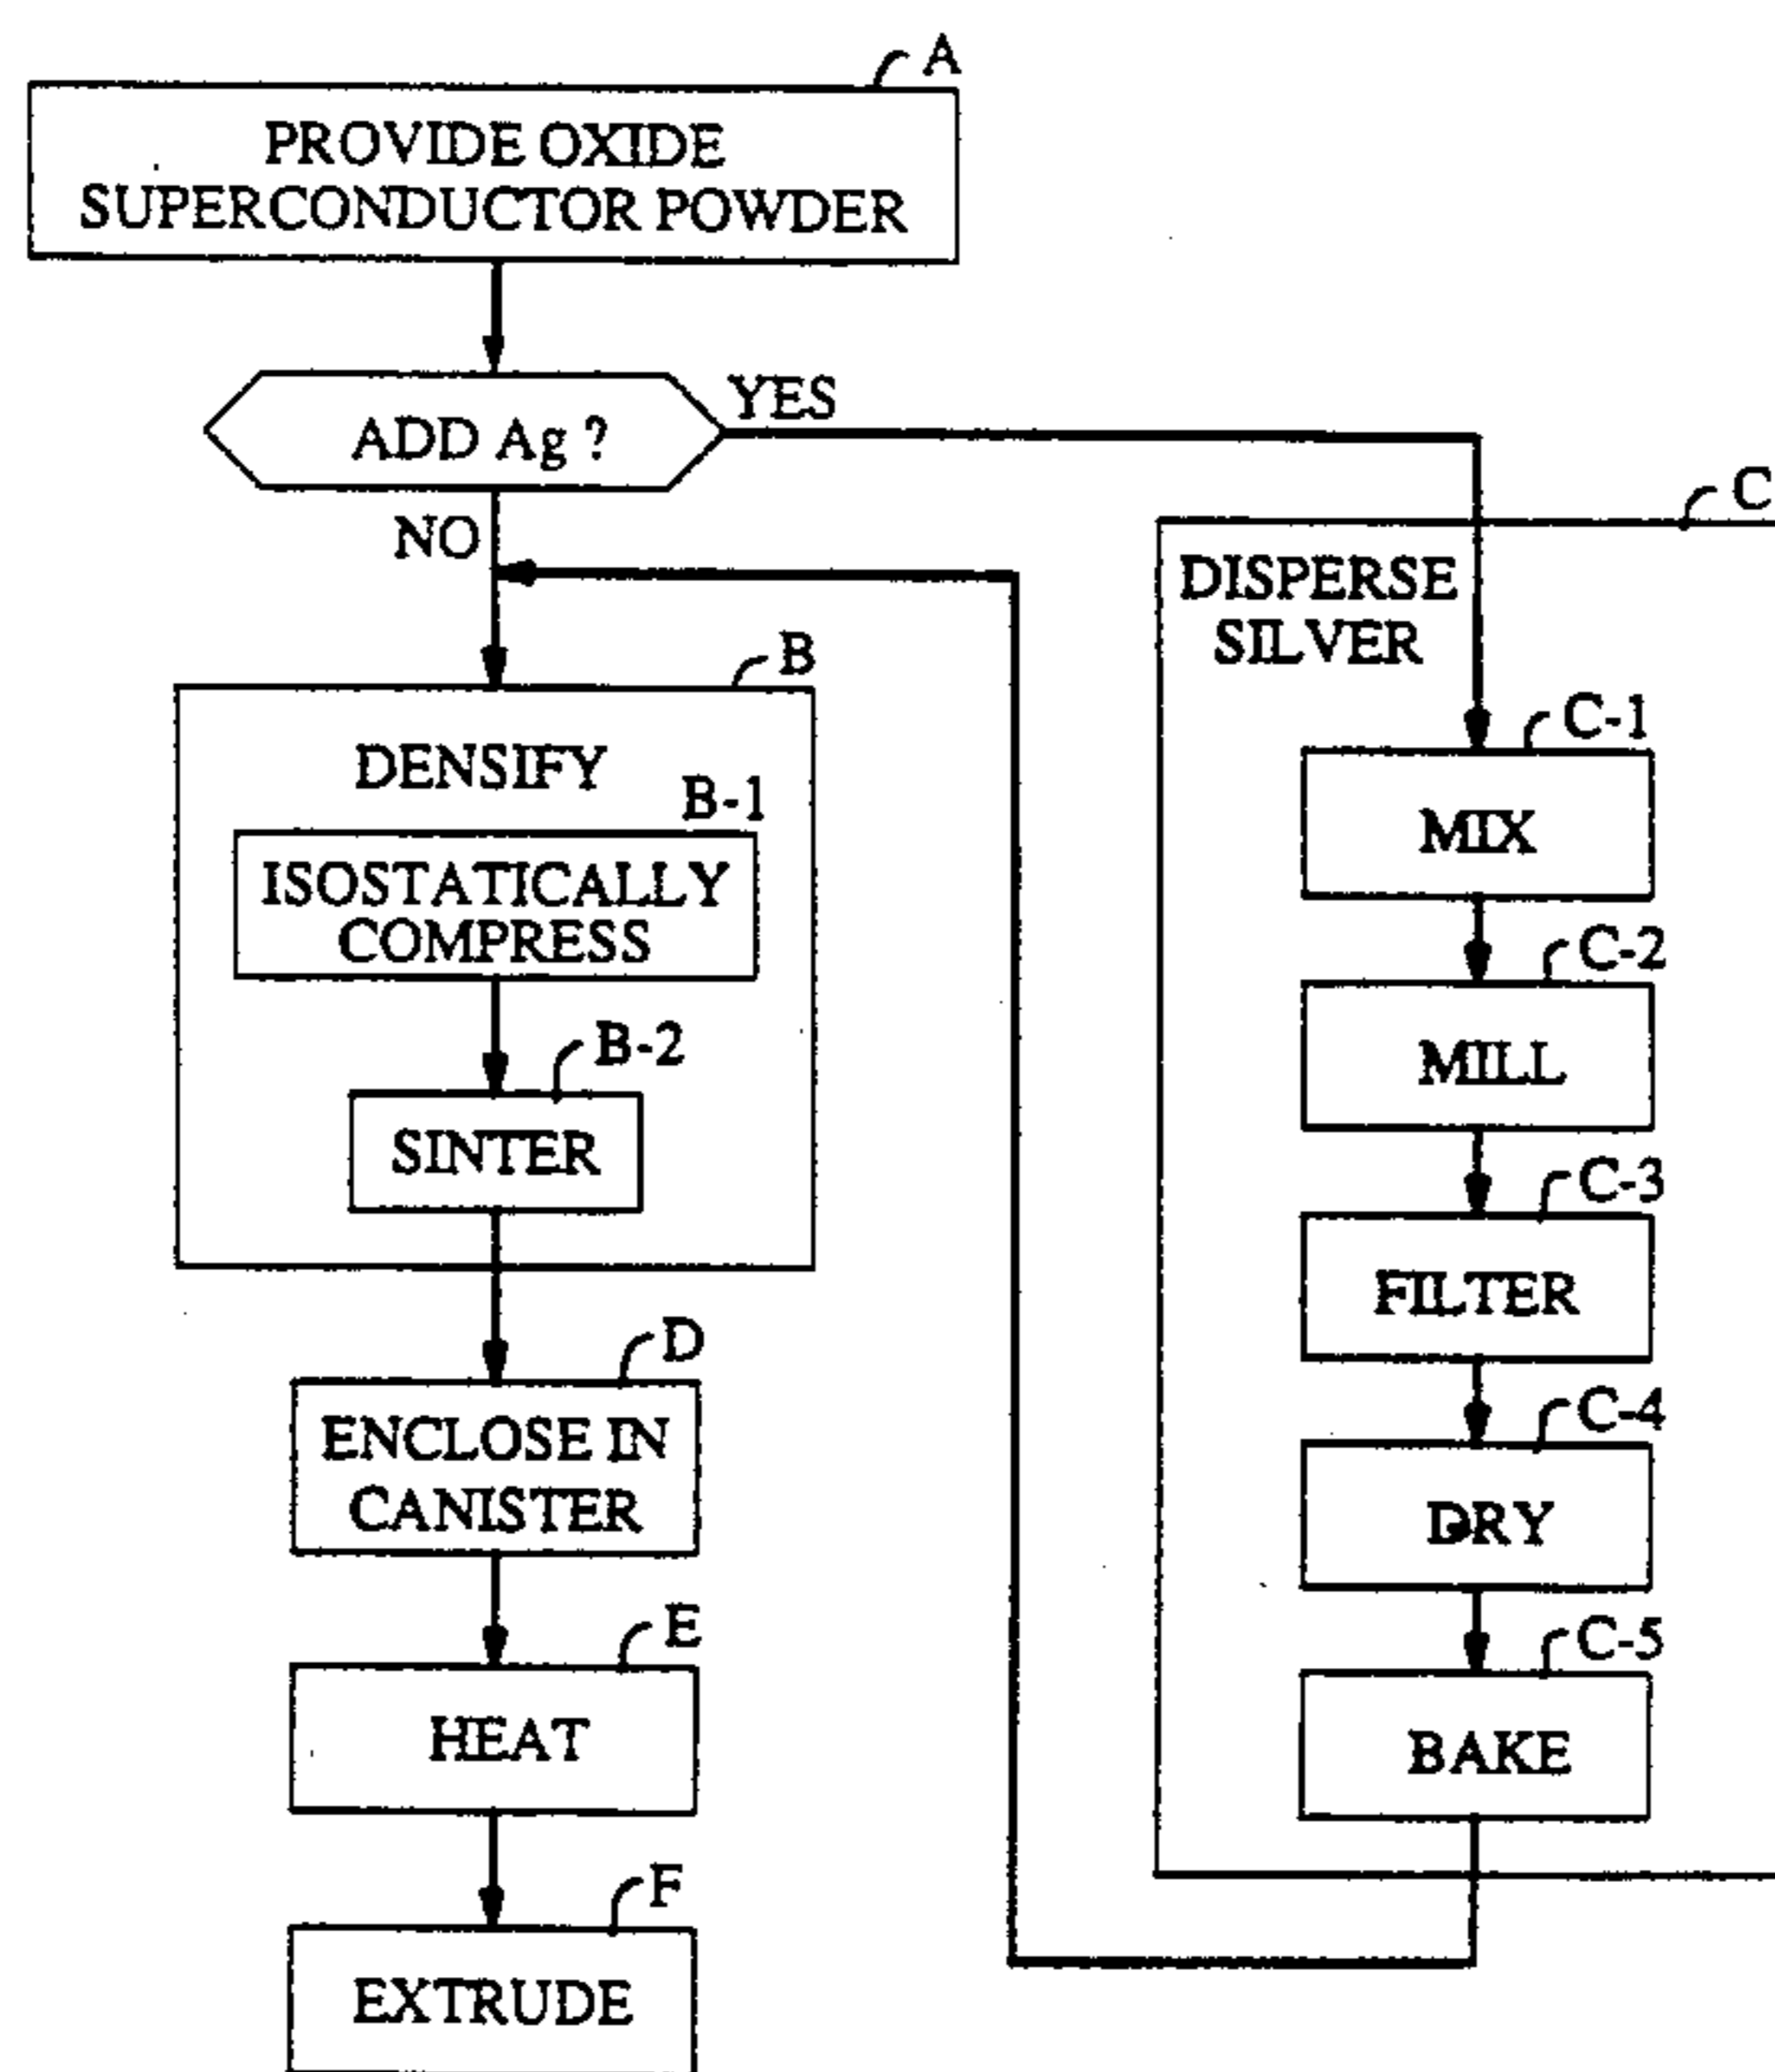 A
PROVIDE OXIDE
SUPERCONDUCTOR POWDER
ADD Ag ?
YES
NO
B
DENSIFY
B-1
ISOSTATICALLY
COMPRESS
B-2
SINTER
D
ENCLOSE IN
CANISTER
E
HEAT
F
EXTRUDE
C
DISPERSE
SILVER
C-1
MIX
C-2
MILL
C-3
FILTER
C-4
DRY
C-5
BAKE